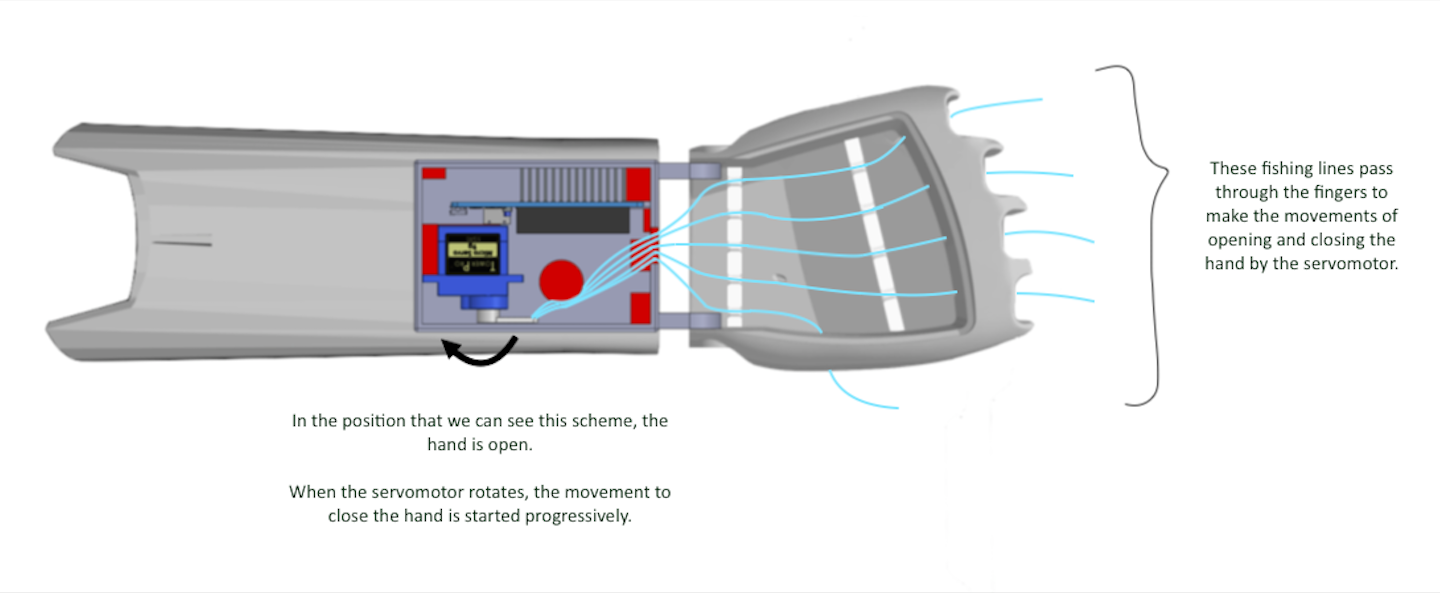 These fishing lines pass
through the fingers to
make the movements of
opening and closing the
hand by the servomotor.
In the position that we can see this scheme, the
hand is open.
When the servomotor rotates, the movement to
close the hand is started progressively.